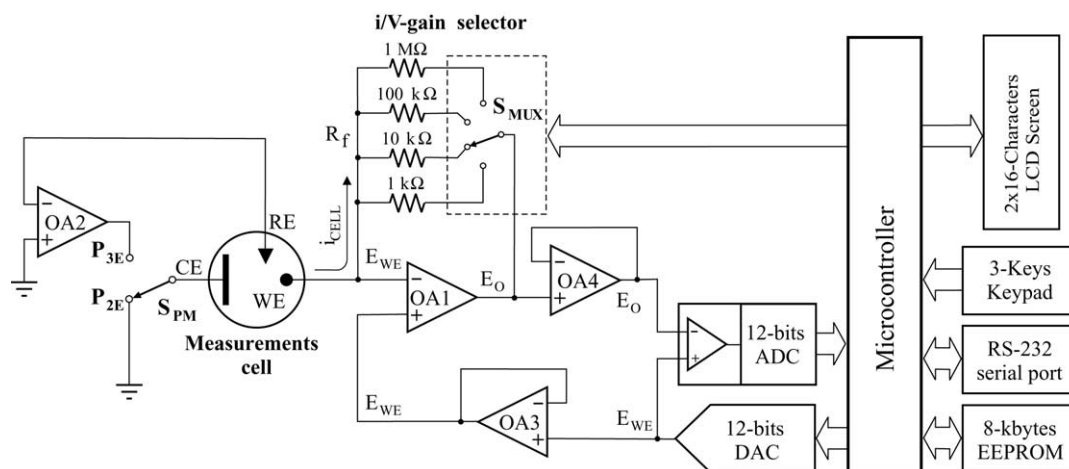 i/V-gain selector
1 MΩ
100 kΩ
S_MUX
R_f
10 kΩ
1 kΩ
i_CELL
2x16-Characters
LCD Screen
Microcontroller
−
+
OA2
P_3E
RE
CE
P_2E
S_PM
WE
Measurements
cell
E_WE
−
+
OA1
E_O
−
+
OA4
E_O
−
+
12-bits
ADC
3-Keys
Keypad
RS-232
serial port
E_WE
−
+
OA3
E_WE
12-bits
DAC
8-kbytes
EEPROM